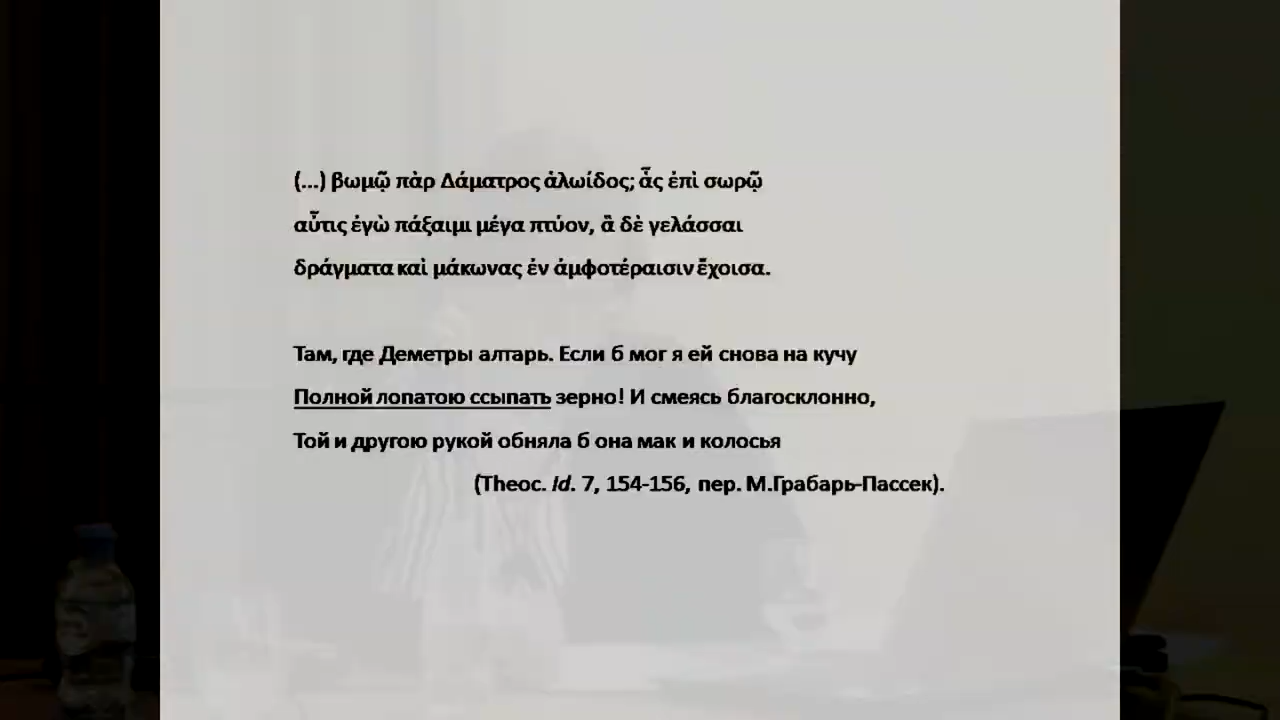 (...) βωμῷ πὰρ Δάματρος ἁλωίδος; ἇς ἐπὶ σωρῷ
αὖτις ἐγὼ πάξαιμι μέγα πτύον, ἃ δὲ γελάσσαι
δράγματα καὶ μάκωνας ἐν ἀμφοτέραισιν ἔχοισα.
Там, где Деметры алтарь. Если б мог я ей снова на кучу
Полной лопатою ссыпать зерно! И смеясь благосклонно,
Той и другою рукой обняла б она мак и колосья
(Theoc. Id. 7, 154-156, пер. М.Грабарь-Пассек).